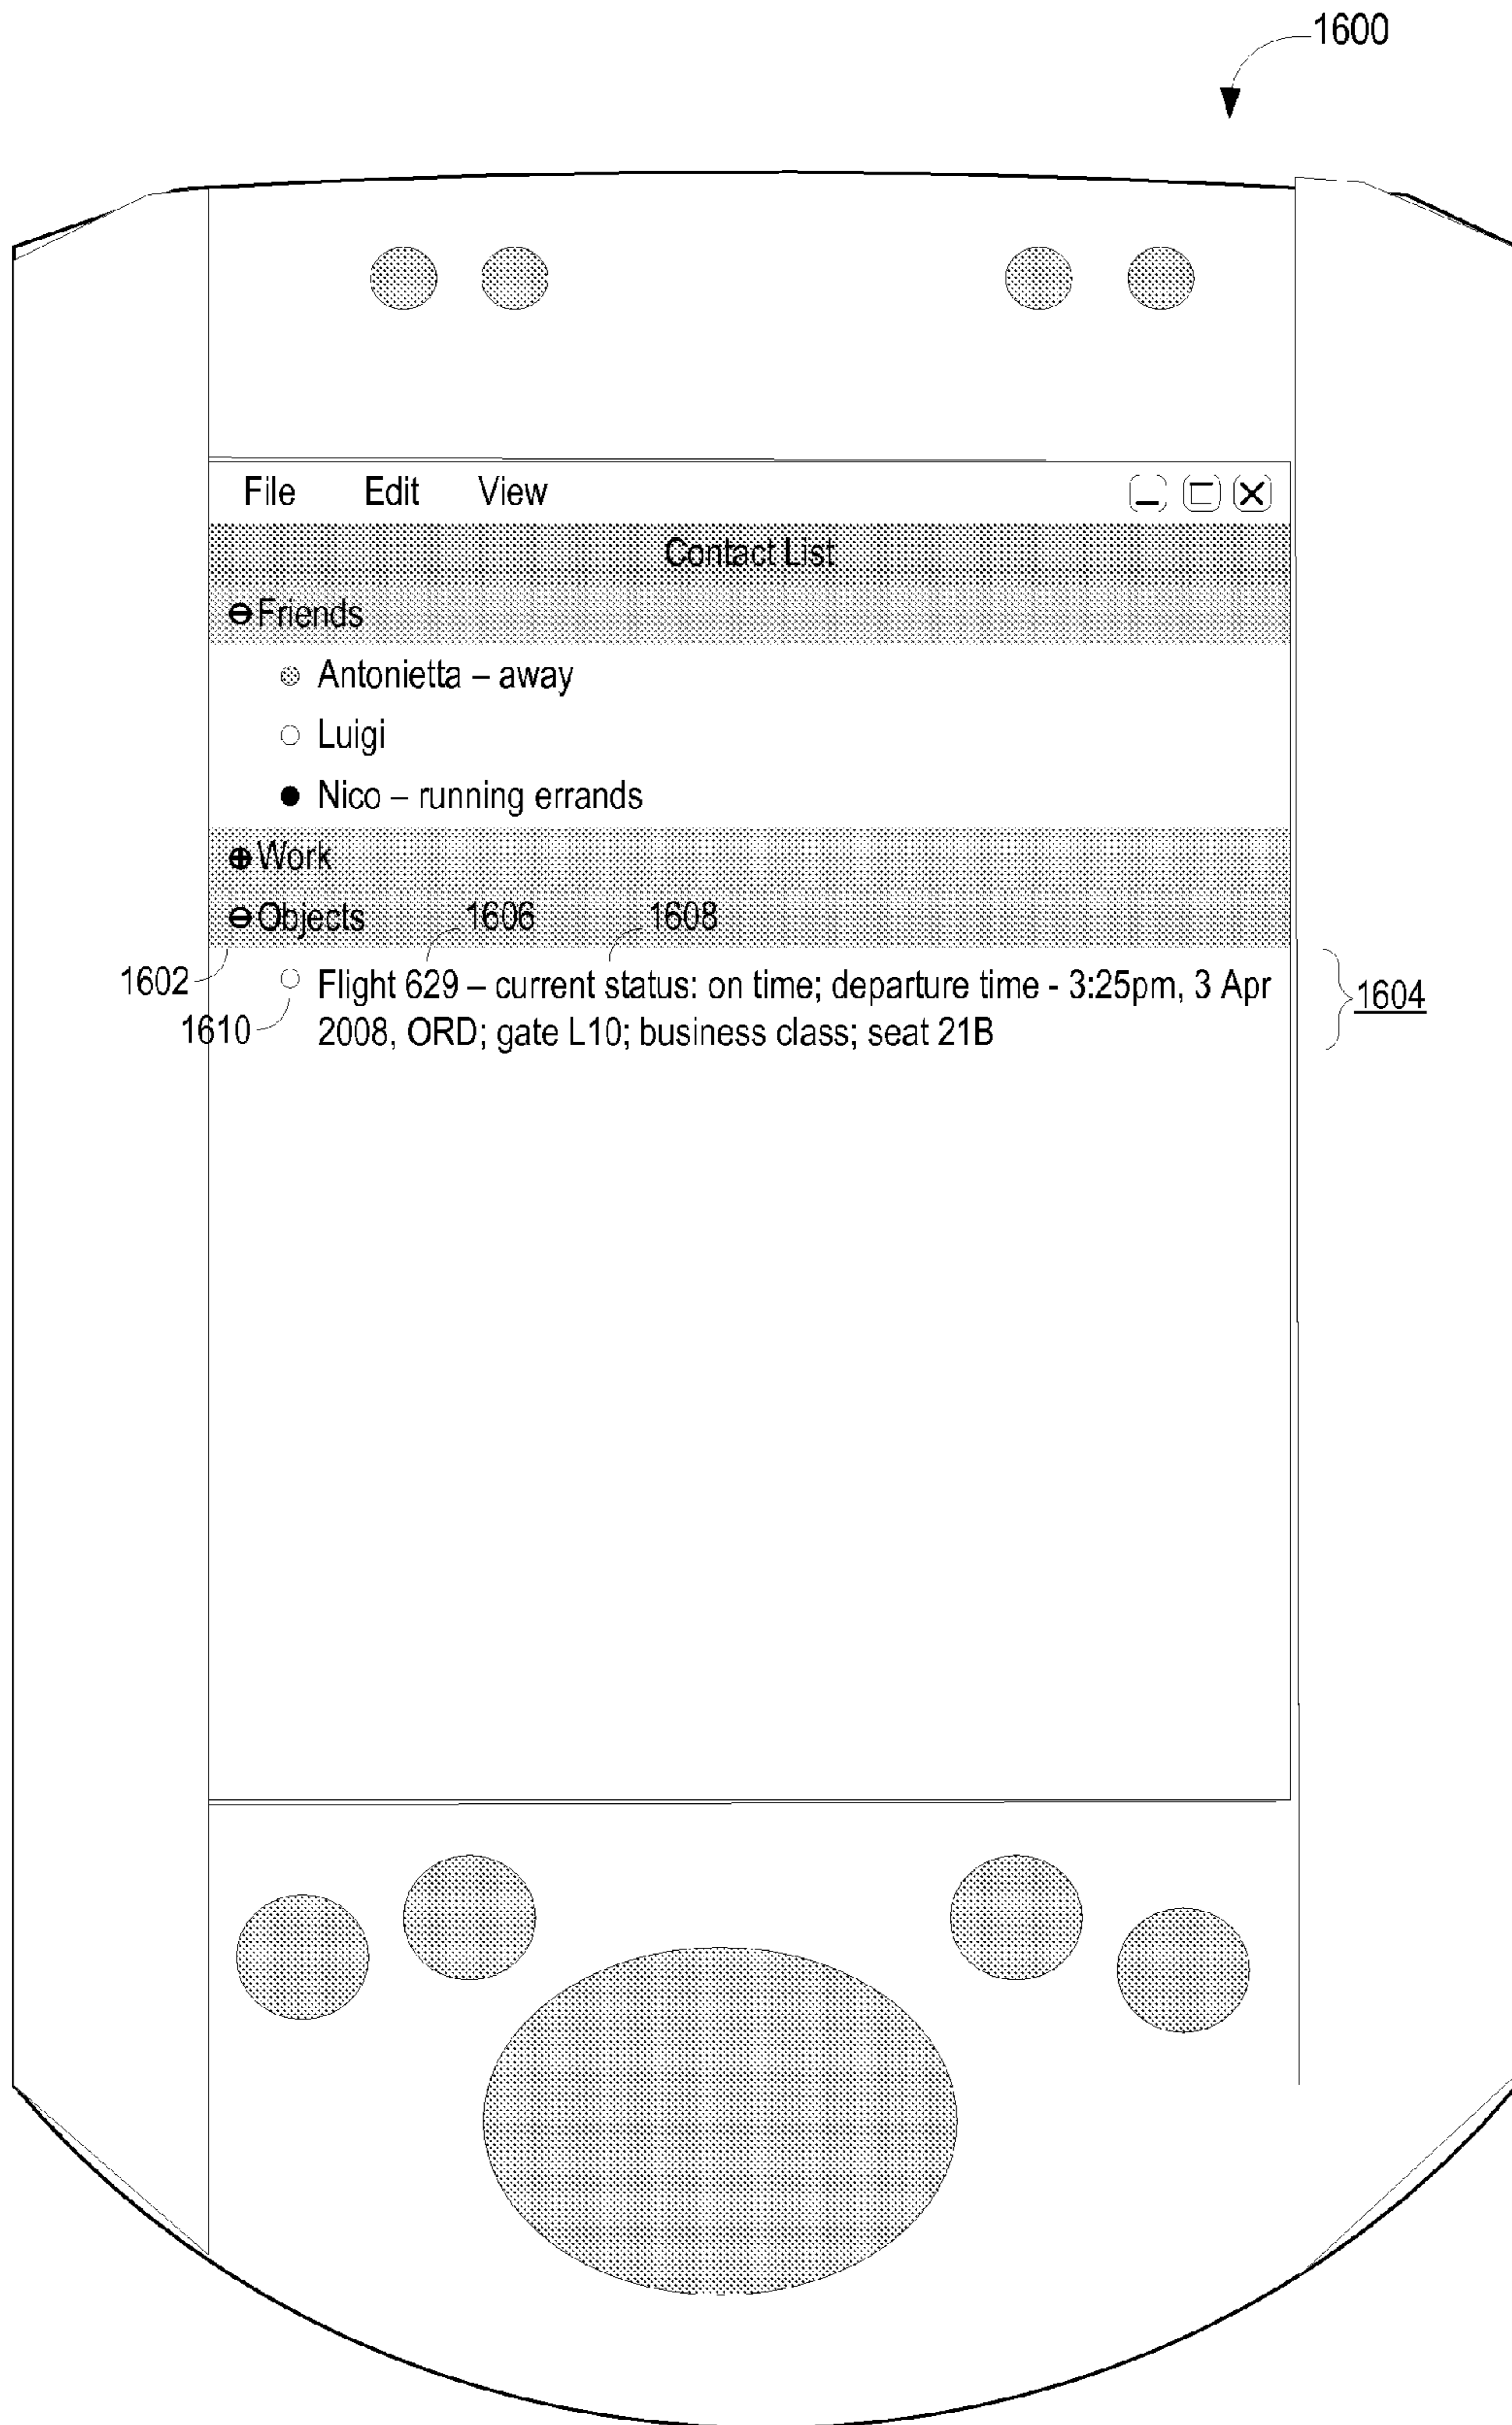 1600
File Edit View
Contact List
Friends
Antonietta – away
Luigi
Nico – running errands
Work
Objects 1606 1608
1602
Flight 629 – current status: on time; departure time - 3:25pm, 3 Apr
1604
1610
2008, ORD; gate L10; business class; seat 21B